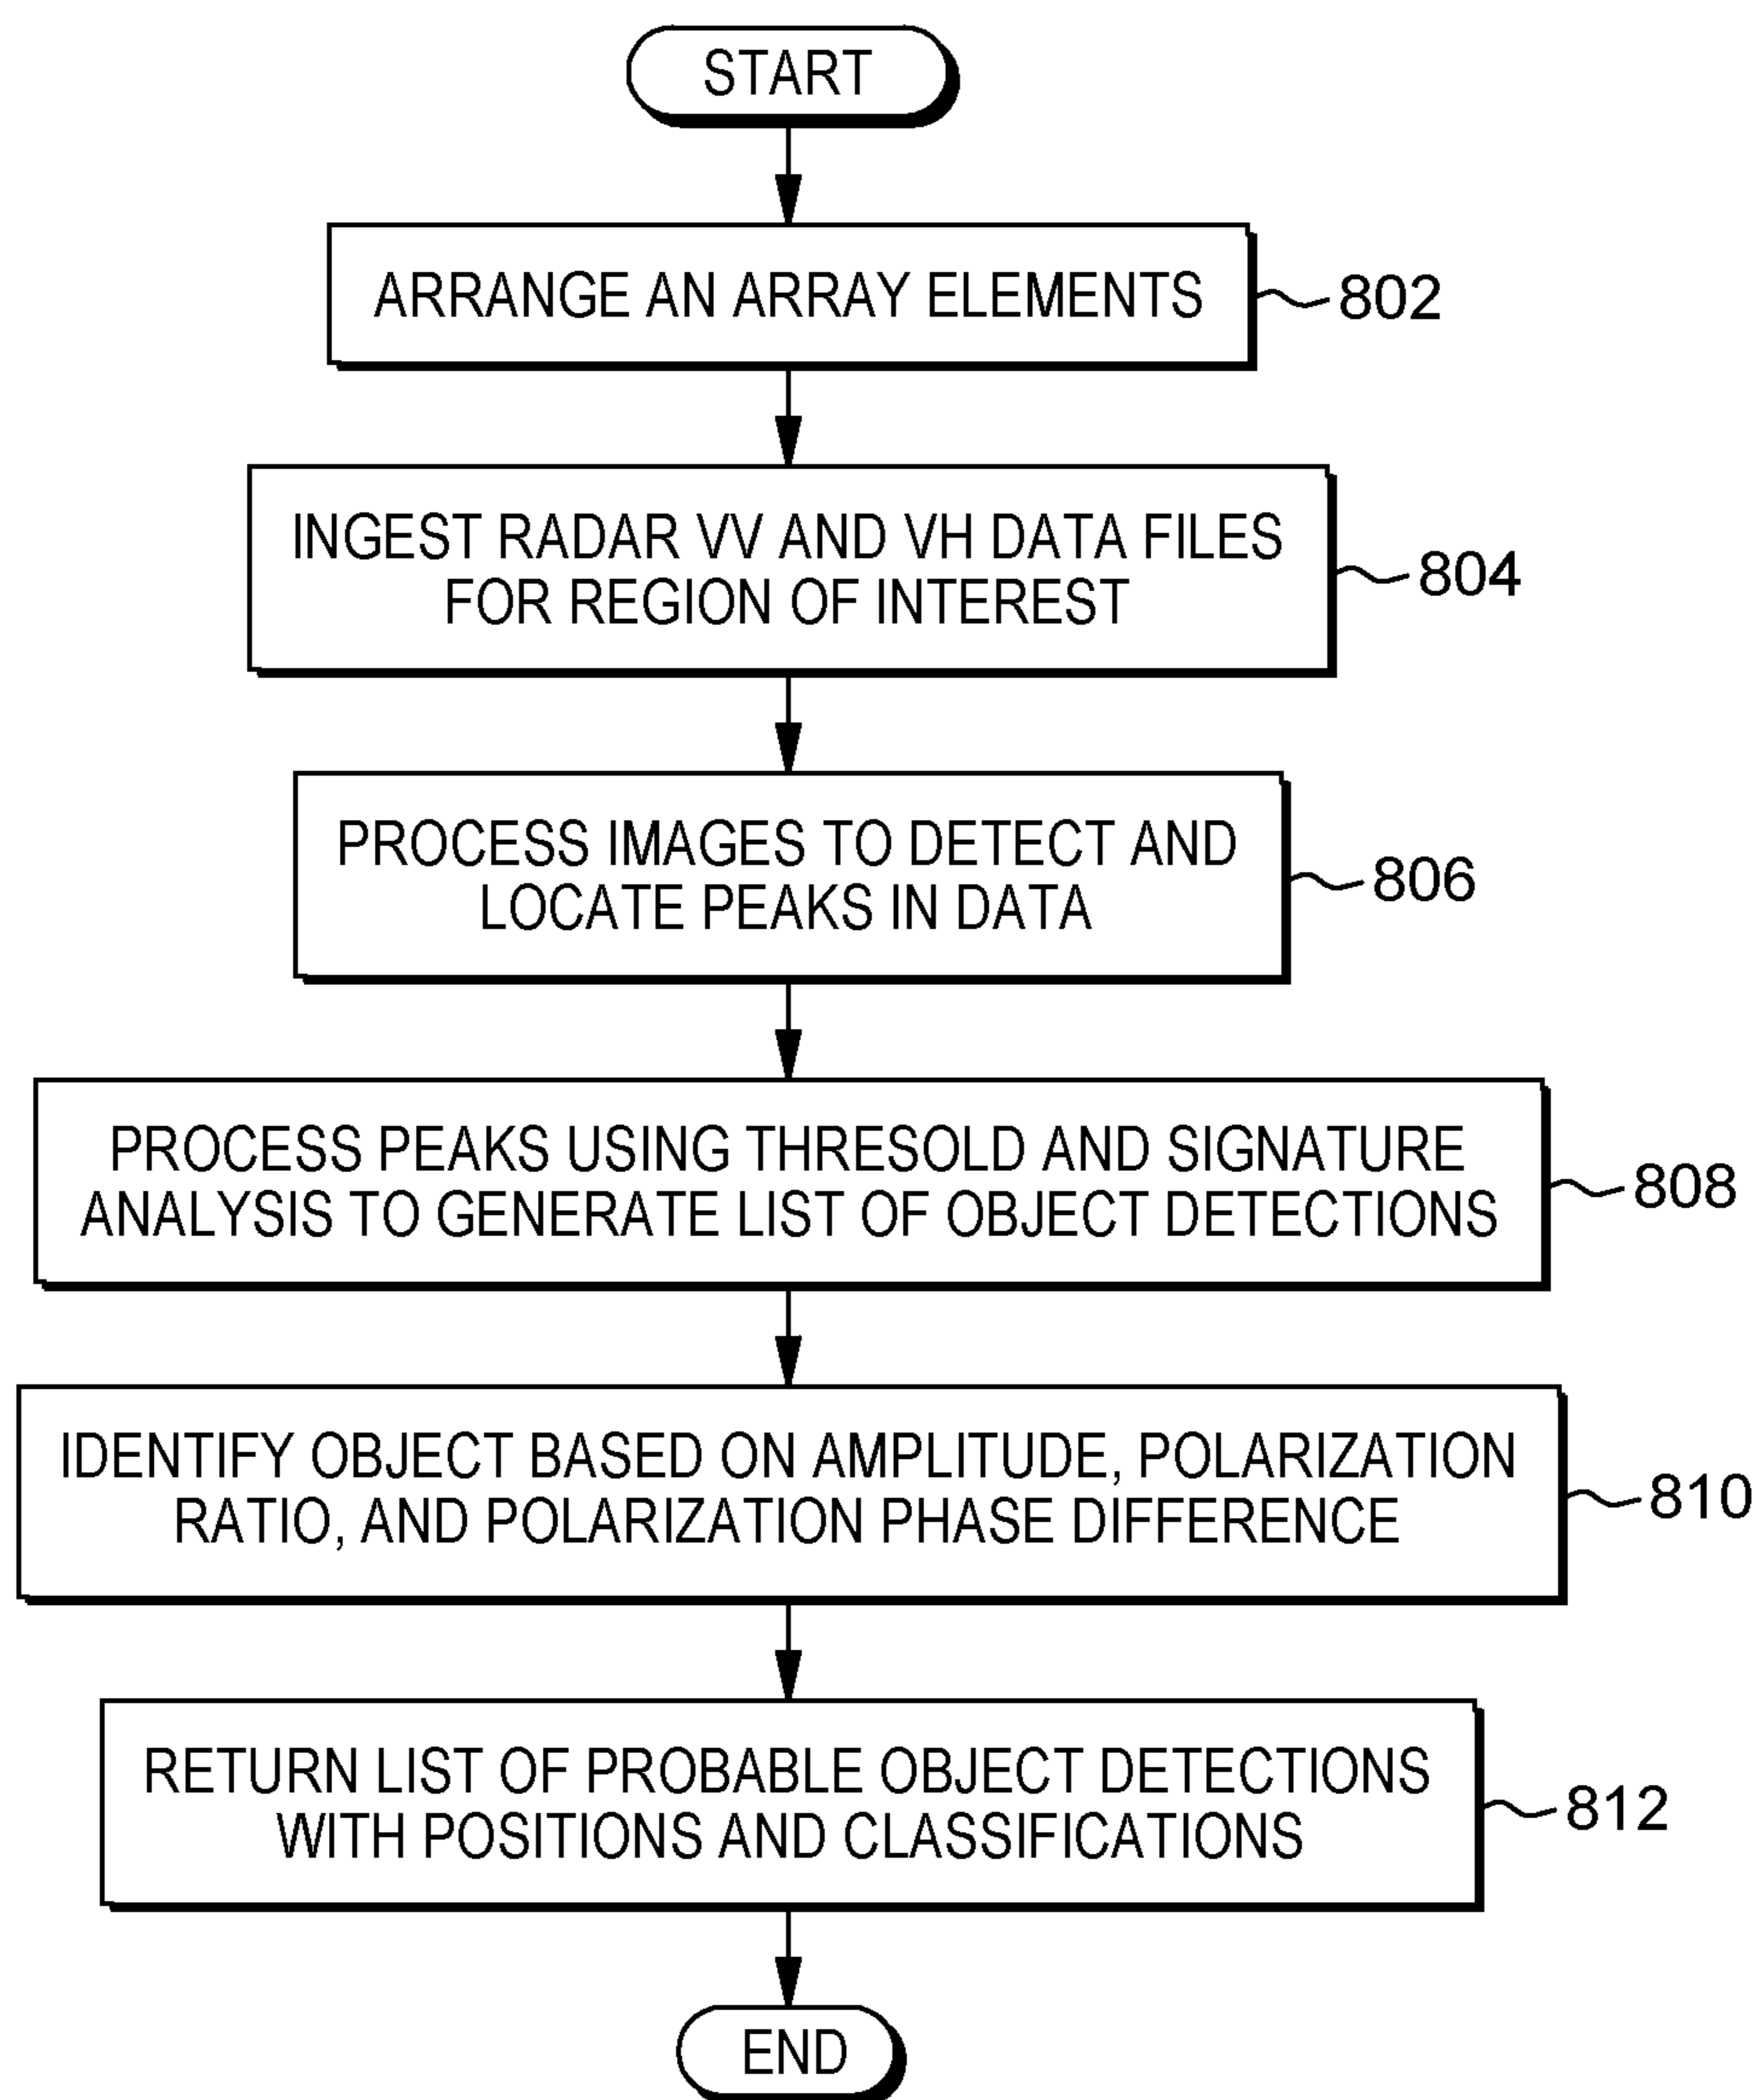 START
ARRANGE AN ARRAY ELEMENTS
802
INGEST RADAR VV AND VH DATA FILES
FOR REGION OF INTEREST
804
PROCESS IMAGES TO DETECT AND
LOCATE PEAKS IN DATA
806
PROCESS PEAKS USING THRESOLD AND SIGNATURE
ANALYSIS TO GENERATE LIST OF OBJECT DETECTIONS
808
IDENTIFY OBJECT BASED ON AMPLITUDE, POLARIZATION
RATIO, AND POLARIZATION PHASE DIFFERENCE
810
RETURN LIST OF PROBABLE OBJECT DETECTIONS
WITH POSITIONS AND CLASSIFICATIONS
812
END